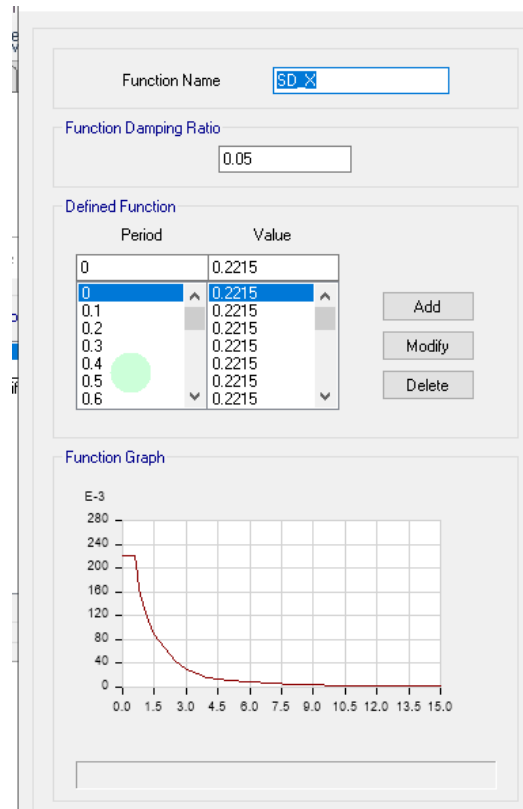 Function Name SD_X
Function Damping Ratio
0.05
Defined Function
Period Value
0 0.2215
0 0.2215
0.1 0.2215
0.2 0.2215
0.3 0.2215
0.4 0.2215
0.5 0.2215
0.6 0.2215
Add
Modify
Delete
Function Graph
E-3
280
240
200
160
120
80
40
0
0.0 1.5 3.0 4.5 6.0 7.5 9.0 10.5 12.0 13.5 15.0